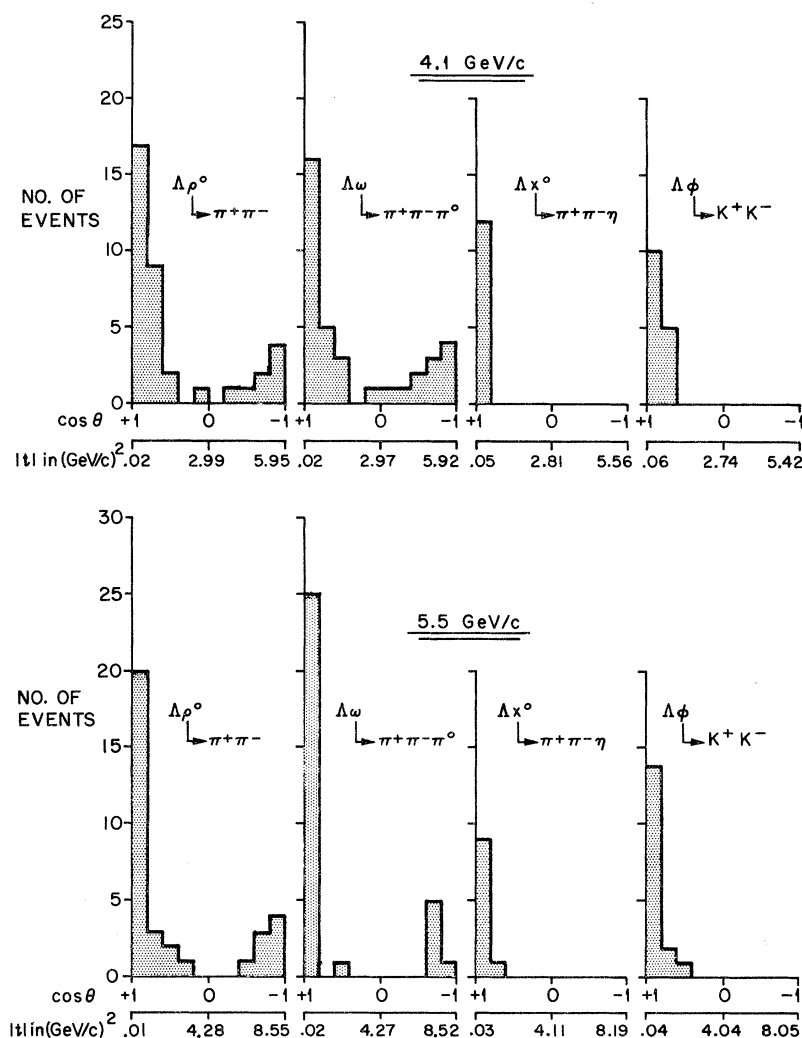 25
20
15
10
5
0
NO. OF
EVENTS
4.1 GeV/c
Λρ°
π+π−
Λω
π+π−π°
Λx°
π+π−η
Λφ
K+K−
cos θ
+1 0 −1
+1 0 −1
+1 0 −1
+1 0 −1
|t| in (GeV/c)²
.02 2.99 5.95
.02 2.97 5.92
.05 2.81 5.56
.06 2.74 5.42
30
25
20
15
10
5
0
NO. OF
EVENTS
5.5 GeV/c
Λρ°
π+π−
Λω
π+π−π°
Λx°
π+π−η
Λφ
K+K−
cos θ
+1 0 −1
+1 0 −1
+1 0 −1
+1 0 −1
|t| in (GeV/c)²
.01 4.28 8.55
.02 4.27 8.52
.03 4.11 8.19
.04 4.04 8.05